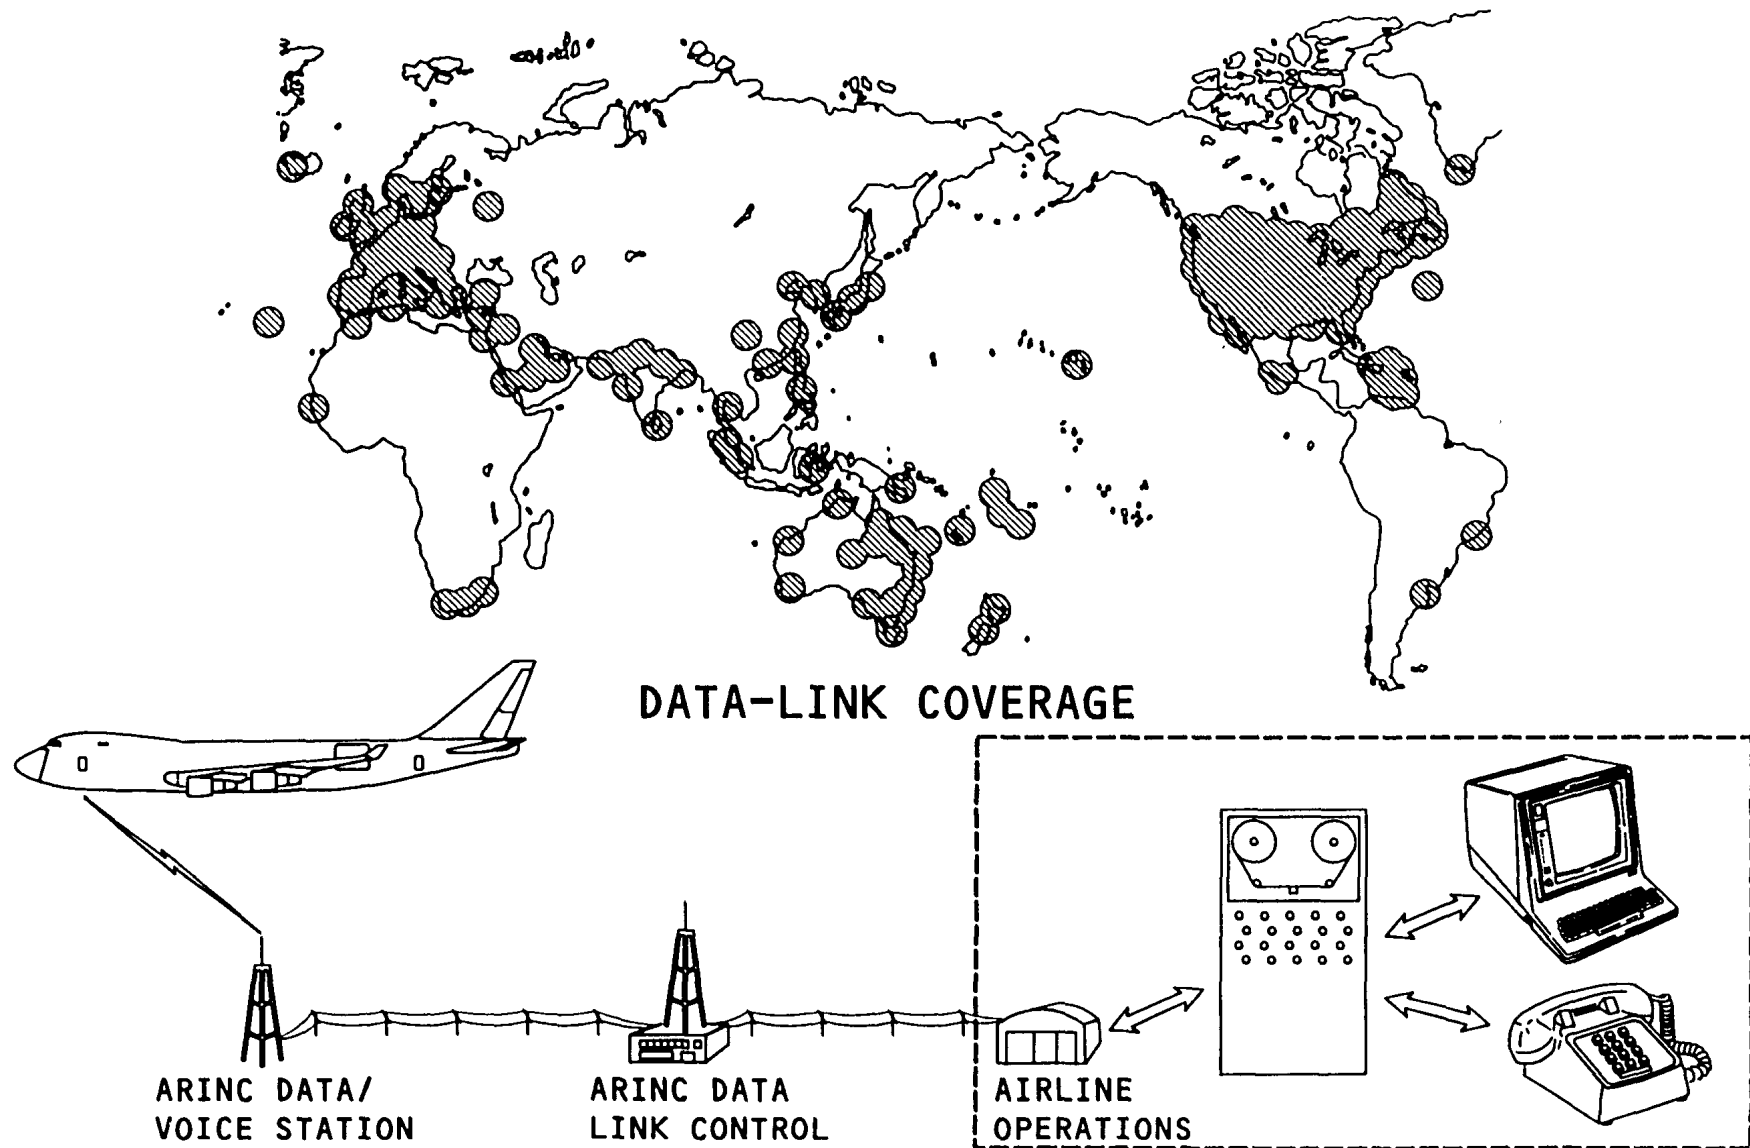 DATA-LINK COVERAGE
ARINC DATA/
VOICE STATION
ARINC DATA
LINK CONTROL
AIRLINE
OPERATIONS